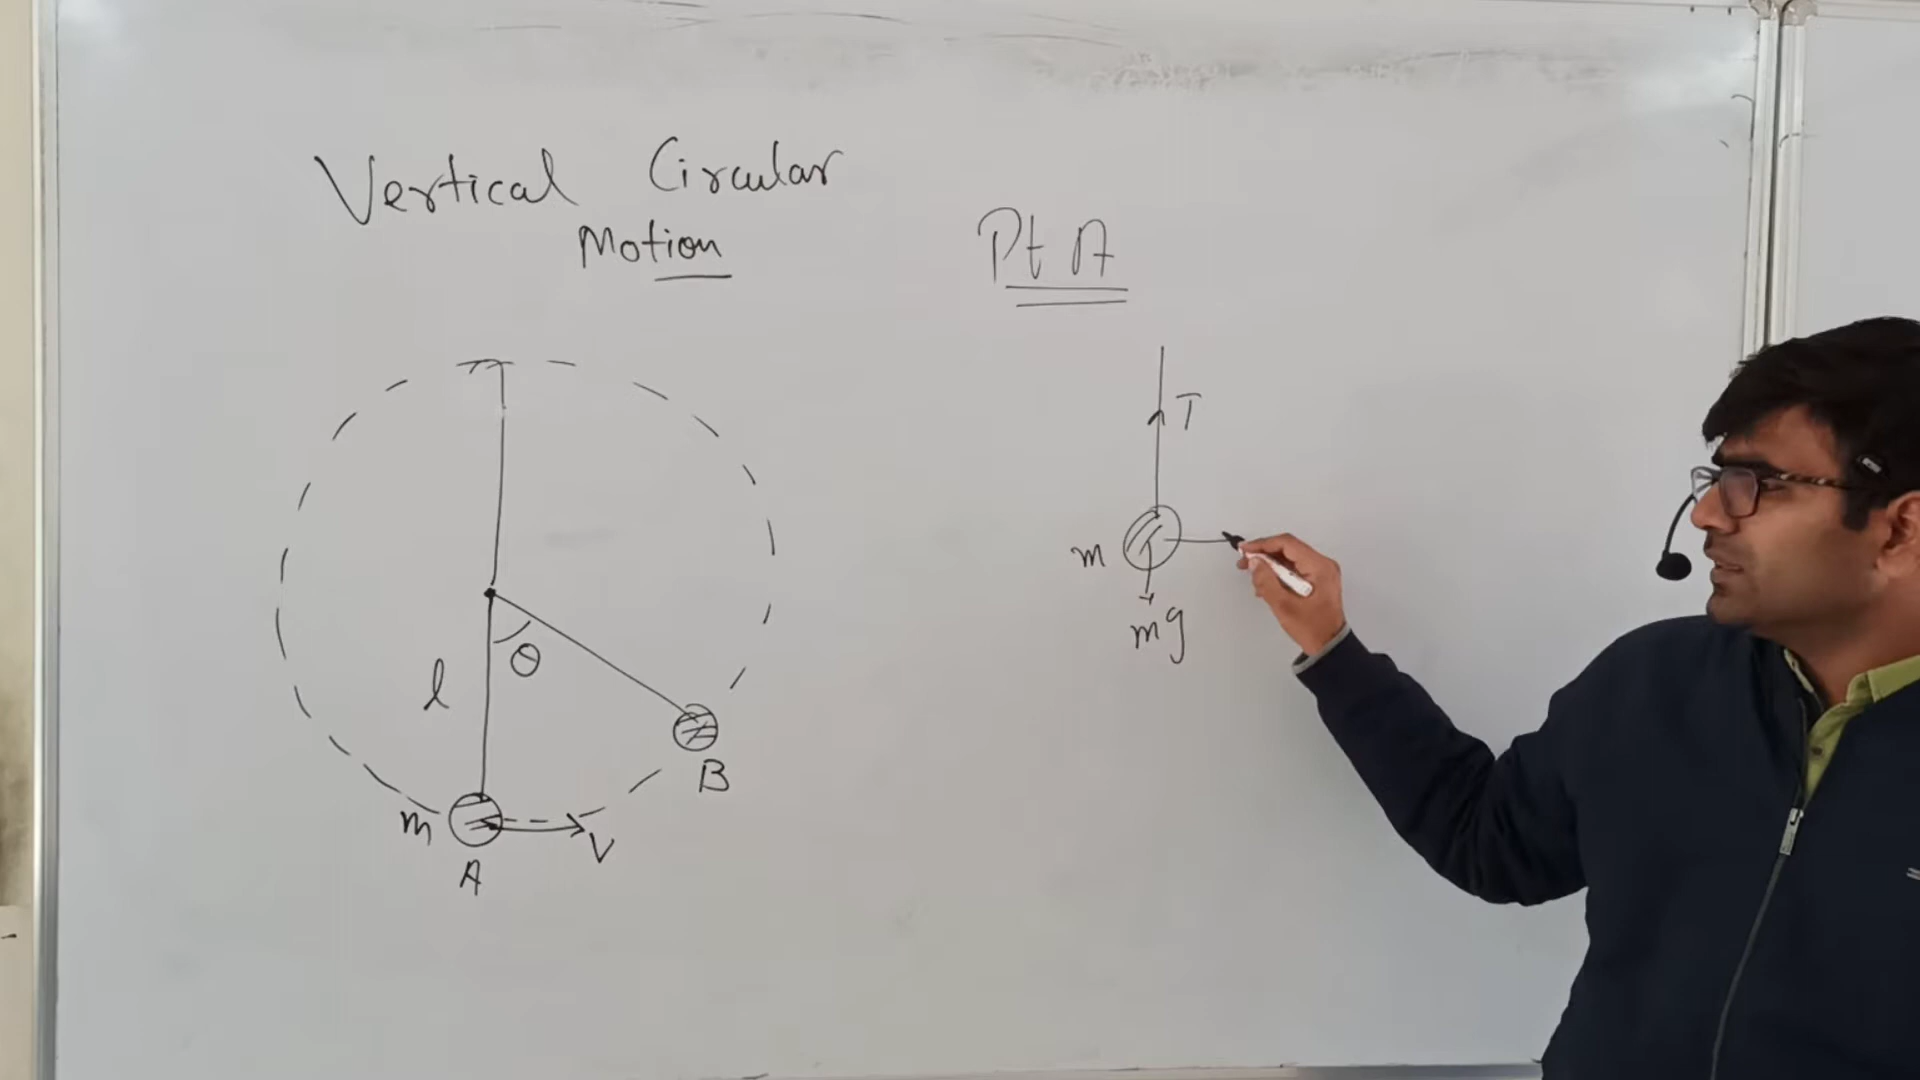 Vertical Circular
Motion
Pt A
T
m
mg
l
θ
B
m
A
V